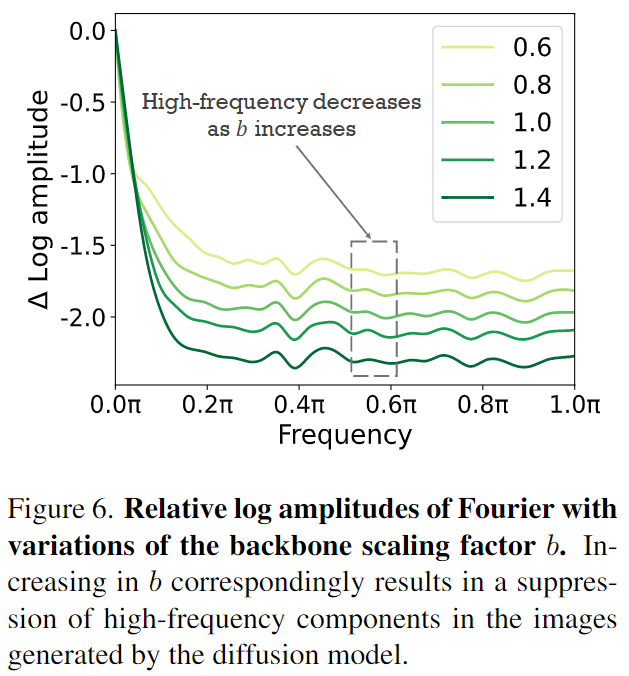 0.0
-0.5
-1.0
-1.5
-2.0
Δ Log amplitude
High-frequency decreases
as b increases
0.6
0.8
1.0
1.2
1.4
0.0π 0.2π 0.4π 0.6π 0.8π 1.0π
Frequency
Figure 6. Relative log amplitudes of Fourier with
variations of the backbone scaling factor b. In-
creasing in b correspondingly results in a suppres-
sion of high-frequency components in the images
generated by the diffusion model.